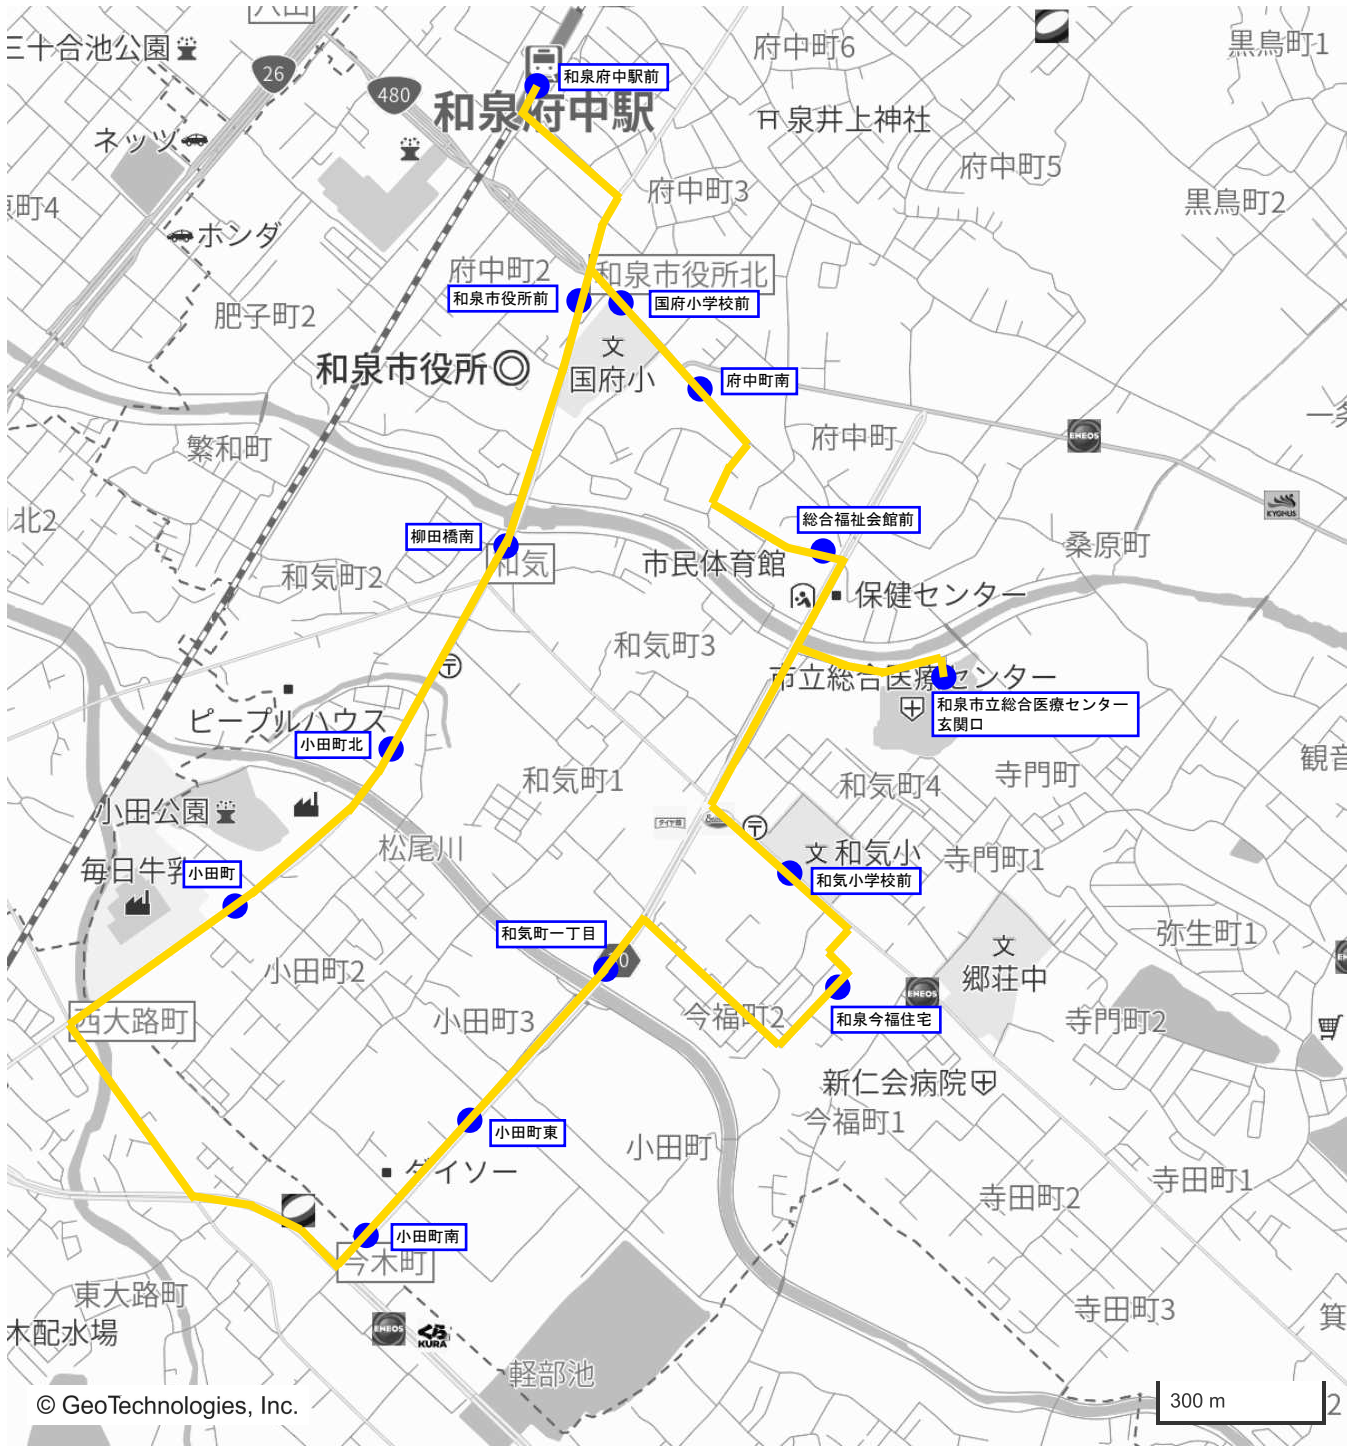 三十合池公園
26
480
和泉府中駅前
和泉府中駅
府中町6
黒鳥町1
ネッツ
泉井上神社
府中町5
府中町3
黒鳥町2
町4
ホンダ
府中町2
和泉市役所北
和泉市役所前
国府小学校前
肥子町2
文
国府小
和泉市役所
府中町南
府中町
ENEOS
繁和町
KYGNUS
北2
総合福祉会館前
柳田橋南
和気
市民体育館
桑原町
和気町2
保健センター
和気町3
市立総合医療センター
和泉市立総合医療センター
玄関口
ピープルハウス
小田町北
和気町1
和気町4
寺門町
観音
小田公園
松尾川
文 和気小
和気小学校前
寺門町1
毎日牛乳
小田町
和気町一丁目
弥生町1
文
郷荘中
小田町2
ENEOS
西大路町
小田町3
今福町2
和泉今福住宅
寺門町2
新仁会病院
今福町1
小田町東
小田町
ダイソー
寺田町1
寺田町2
小田町南
今木町
東大路町
寺田町3
木配水場
ENEOS
くら
KURA
箕
軽部池
© GeoTechnologies, Inc.
300 m
2